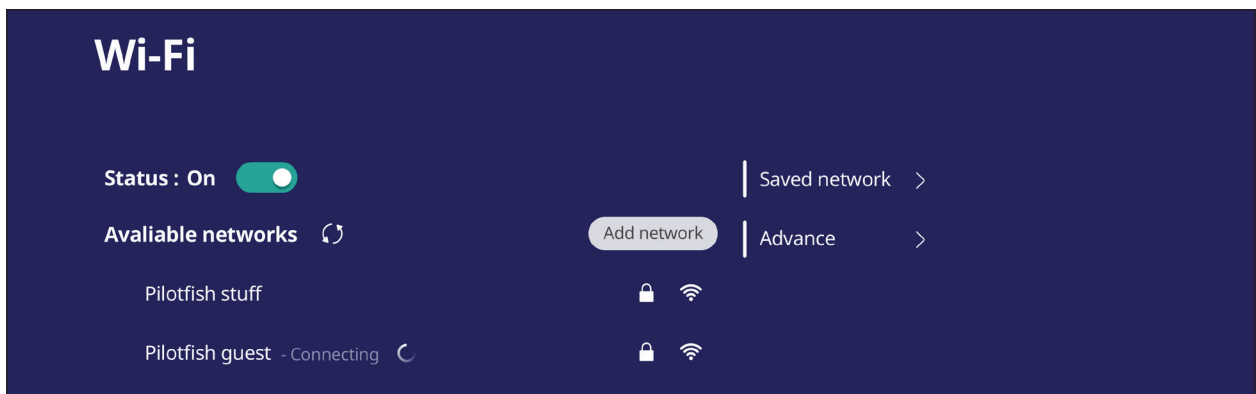 Wi-Fi
Status : On
Saved network
Avaliable networks
Add network
Advance
Pilotfish stuff
Pilotfish guest - Connecting